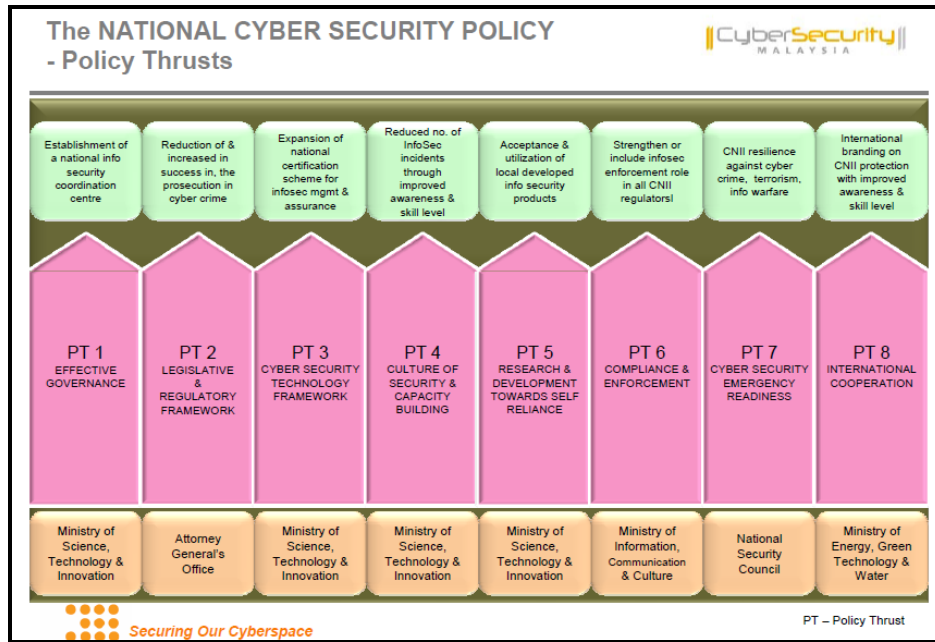 The NATIONAL CYBER SECURITY POLICY
- Policy Thrusts
CyberSecurity
MALAYSIA
Establishment of
a national info
security
coordination
centre
Reduction of &
increased in
success in, the
prosecution in
cyber crime
Expansion of
national
certification
scheme for
infosec mgmt &
assurance
Reduced no. of
InfoSec
incidents
through
improved
awareness &
skill level
Acceptance &
utilization of
local developed
info security
products
Strengthen or
include infosec
enforcement role
in all CNII
regulatorsl
CNII resilience
against cyber
crime, terrorism,
info warfare
International
branding on
CNII protection
with improved
awareness &
skill level
PT 1
EFFECTIVE
GOVERNANCE
PT 2
LEGISLATIVE
&
REGULATORY
FRAMEWORK
PT 3
CYBER SECURITY
TECHNOLOGY
FRAMEWORK
PT 4
CULTURE OF
SECURITY &
CAPACITY
BUILDING
PT 5
RESEARCH &
DEVELOPMENT
TOWARDS SELF
RELIANCE
PT 6
COMPLIANCE &
ENFORCEMENT
PT 7
CYBER SECURITY
EMERGENCY
READINESS
PT 8
INTERNATIONAL
COOPERATION
Ministry of
Science,
Technology &
Innovation
Attorney
General's
Office
Ministry of
Science,
Technology &
Innovation
Ministry of
Science,
Technology &
Innovation
Ministry of
Science,
Technology &
Innovation
Ministry of
Information,
Communication
& Culture
National
Security
Council
Ministry of
Energy, Green
Technology &
Water
Securing Our Cyberspace
PT – Policy Thrust